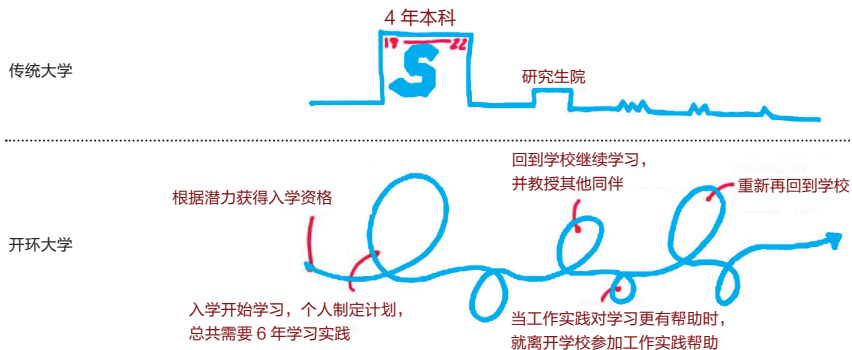 4 年本科
19 22
S
传统大学
研究生院
回到学校继续学习，
并教授其他同伴
重新再回到学校
根据潜力获得入学资格
开环大学
入学开始学习，个人制定计划，
总共需要 6 年学习实践
当工作实践对学习更有帮助时，
就离开学校参加工作实践帮助